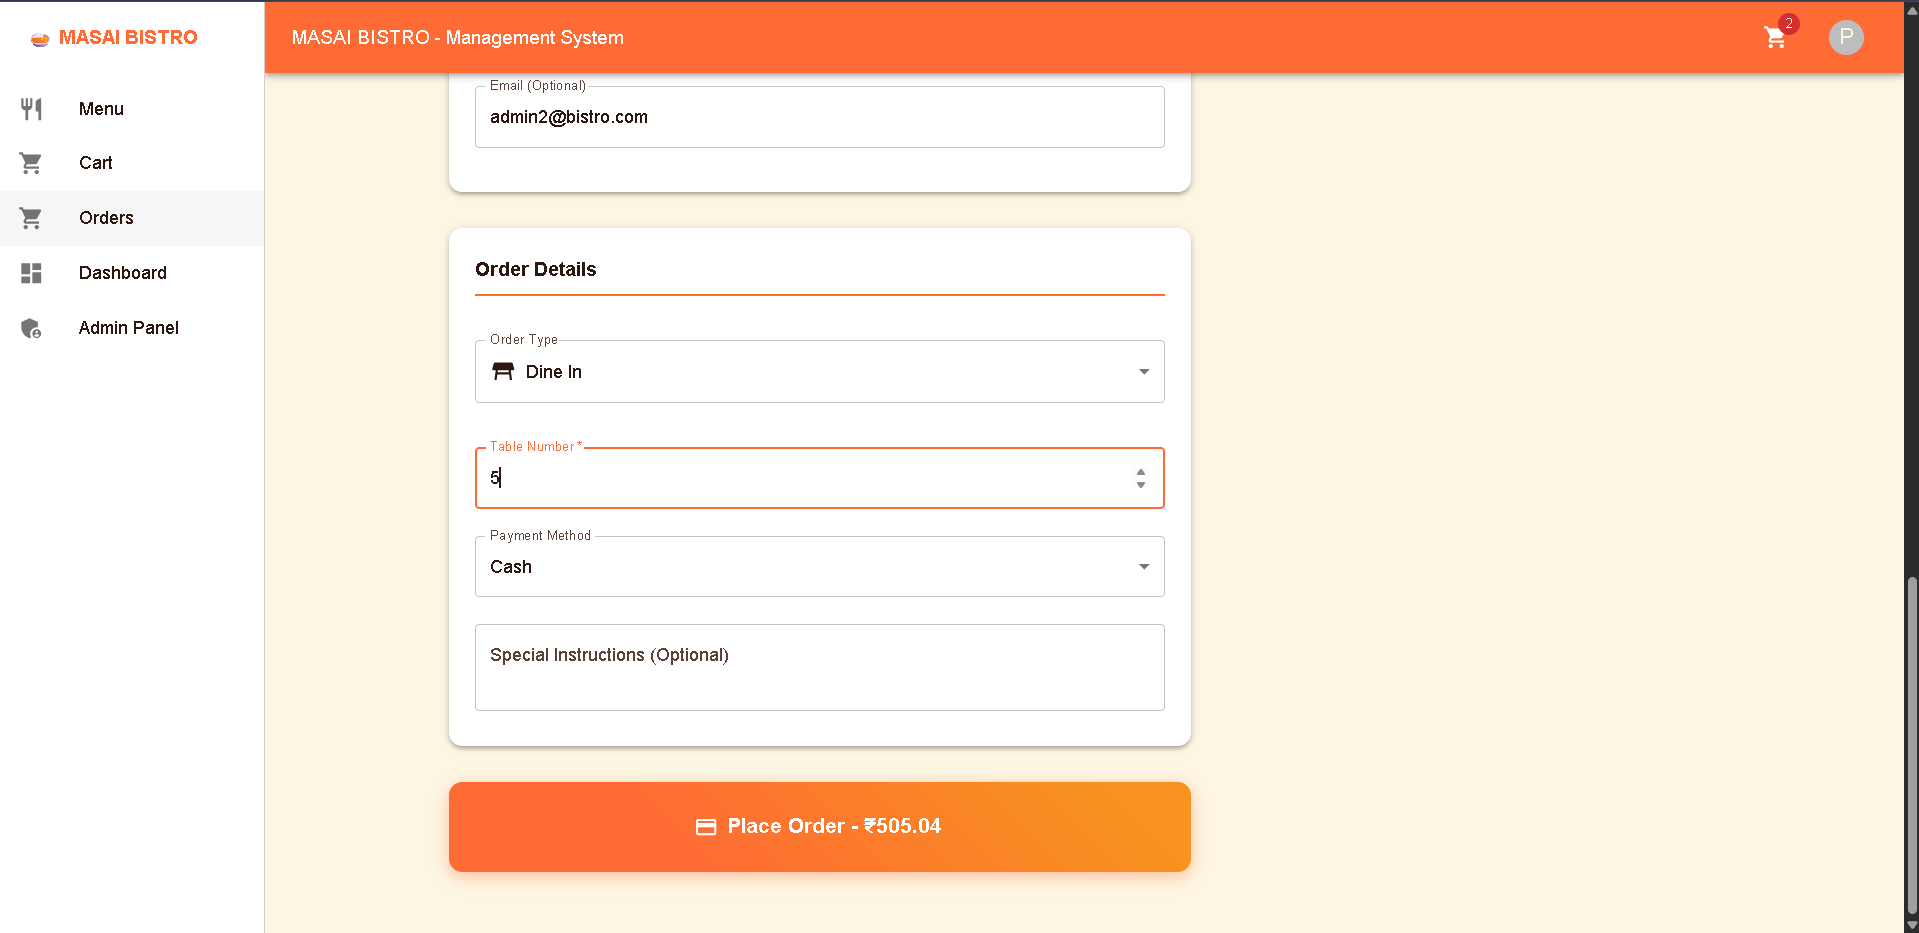 MASAI BISTRO
MASAI BISTRO - Management System
2
P
Menu
Cart
Orders
Dashboard
Admin Panel
Email (Optional)
admin2@bistro.com
Order Details
Order Type
Dine In
Table Number *
5
Payment Method
Cash
Special Instructions (Optional)
Place Order - ₹505.04